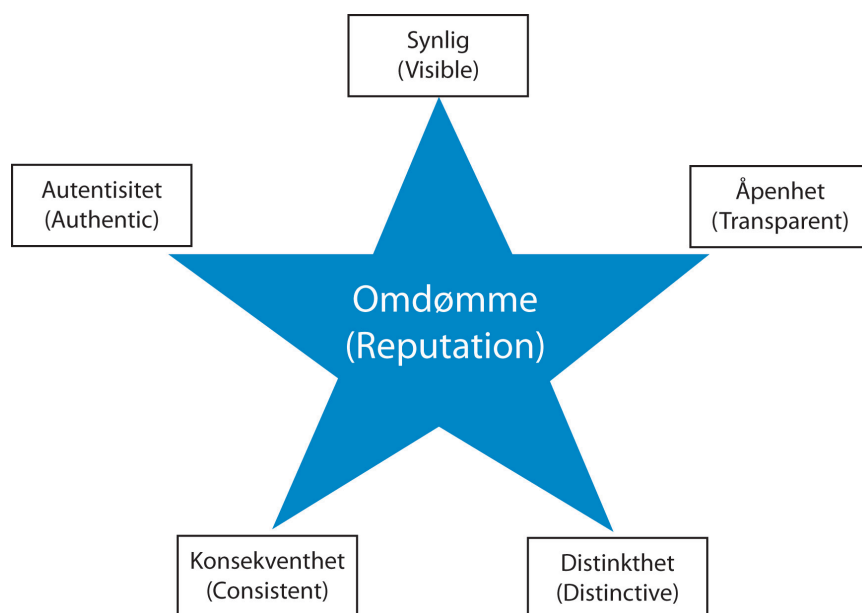 Synlig
(Visible)
Autentisitet
(Authentic)
Åpenhet
(Transparent)
Omdømme
(Reputation)
Konsekventhet
(Consistent)
Distinkthet
(Distinctive)